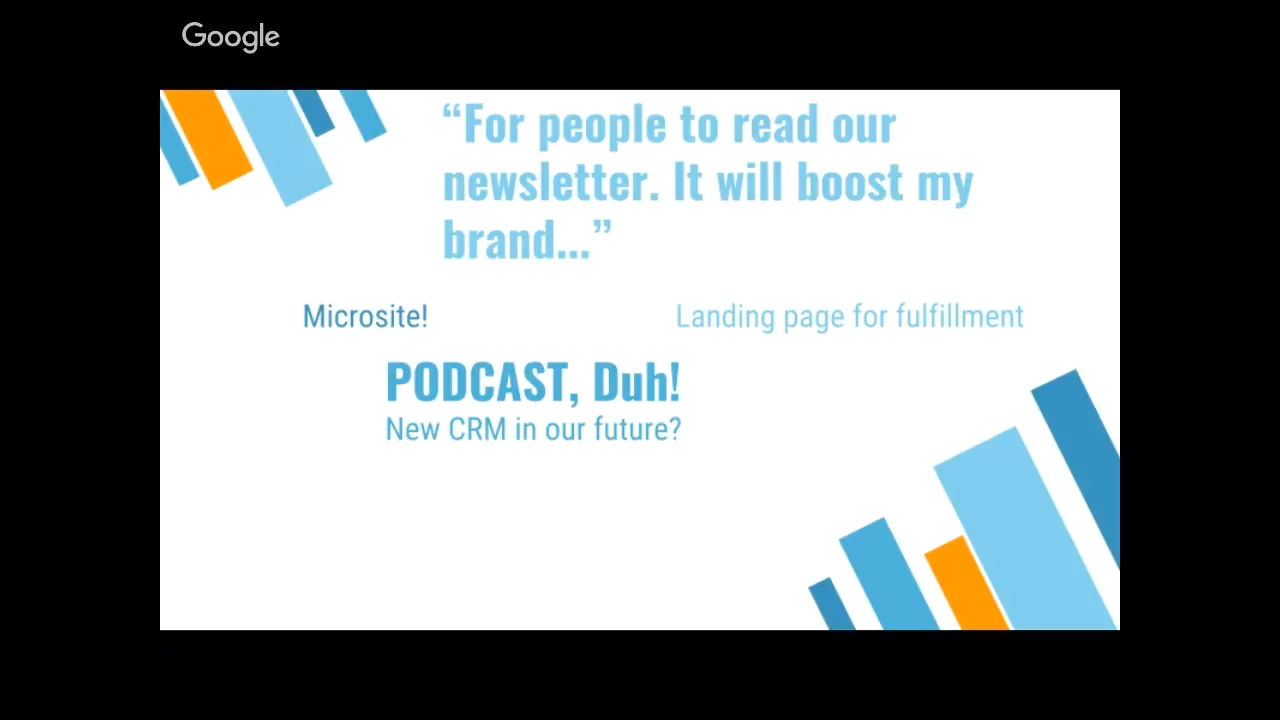 Google
“For people to read our
newsletter. It will boost my
brand...”
Microsite!
Landing page for fulfillment
PODCAST, Duh!
New CRM in our future?